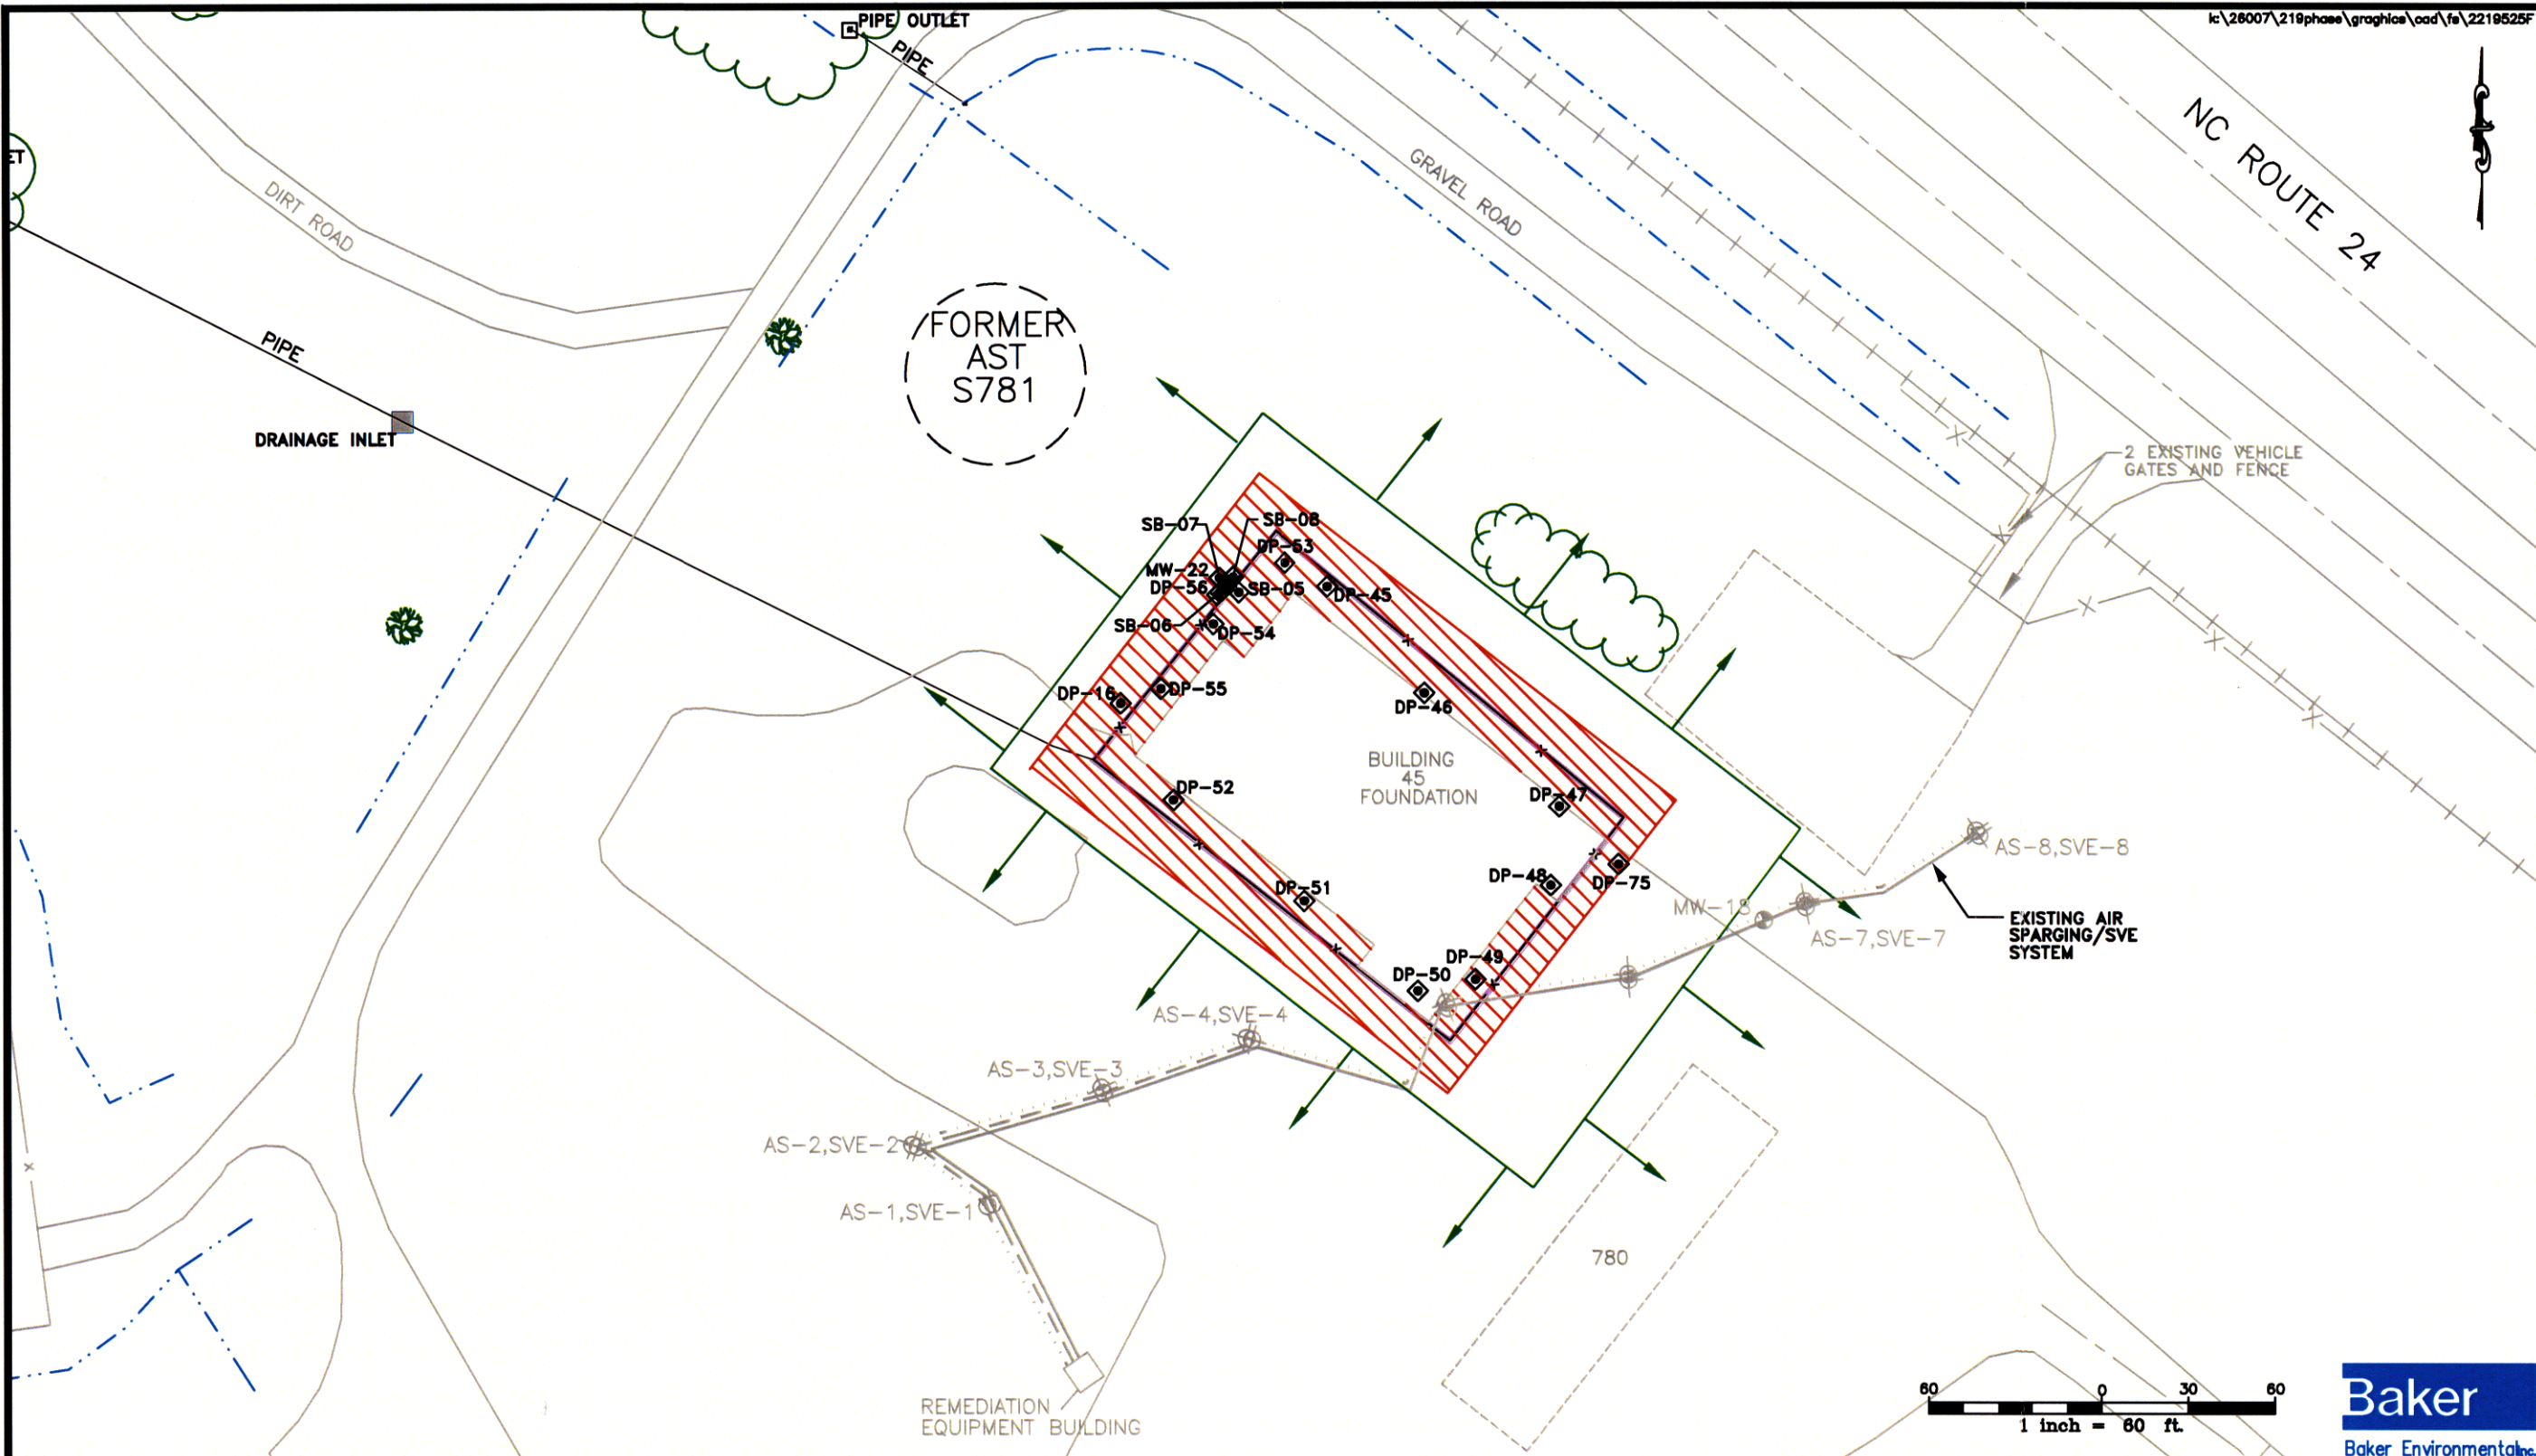 k:\26007\219phase\graghics\cad\fs\2219525F
PIPE OUTLET
PIPE
NC ROUTE 24
GRAVEL ROAD
ET
DIRT ROAD
PIPE
DRAINAGE INLET
FORMER
AST
S781
2 EXISTING VEHICLE
GATES AND FENCE
SB-07
SB-08
DP-53
MW-22
DP-56
SB-05
DP-45
SB-06
DP-54
DP-16
DP-55
DP-46
BUILDING
45
FOUNDATION
DP-52
DP-47
DP-51
DP-48
DP-75
AS-8,SVE-8
MW-18
AS-7,SVE-7
EXISTING AIR
SPARGING/SVE
SYSTEM
DP-49
DP-50
AS-4,SVE-4
AS-3,SVE-3
AS-2,SVE-2
AS-1,SVE-1
780
REMEDIATION
EQUIPMENT BUILDING
60 0 30 60
1 inch = 60 ft.
Baker
Baker Environmental, Inc.